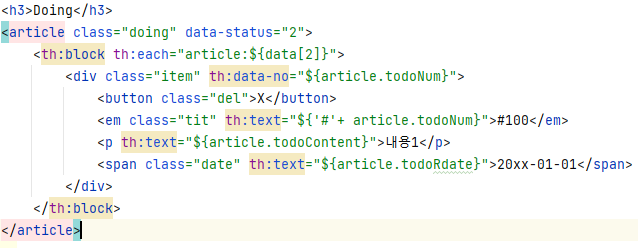 <h3>Doing</h3>
<article class="doing" data-status="2">
    <th:block th:each="article:${data[2]}">
        <div class="item" th:data-no="${article.todoNum}">
            <button class="del">X</button>
            <em class="tit" th:text="${'#'+ article.todoNum}">#100</em>
            <p th:text="${article.todoContent}">내용1</p>
            <span class="date" th:text="${article.todoRdate}">20xx-01-01</span>
        </div>
    </th:block>
</article>